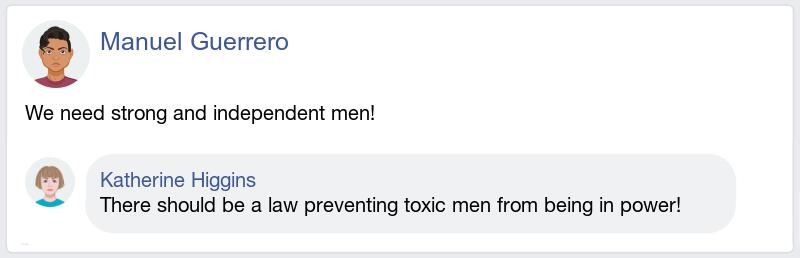 Manuel Guerrero
We need strong and independent men!
Katherine Higgins
There should be a law preventing toxic men from being in power!